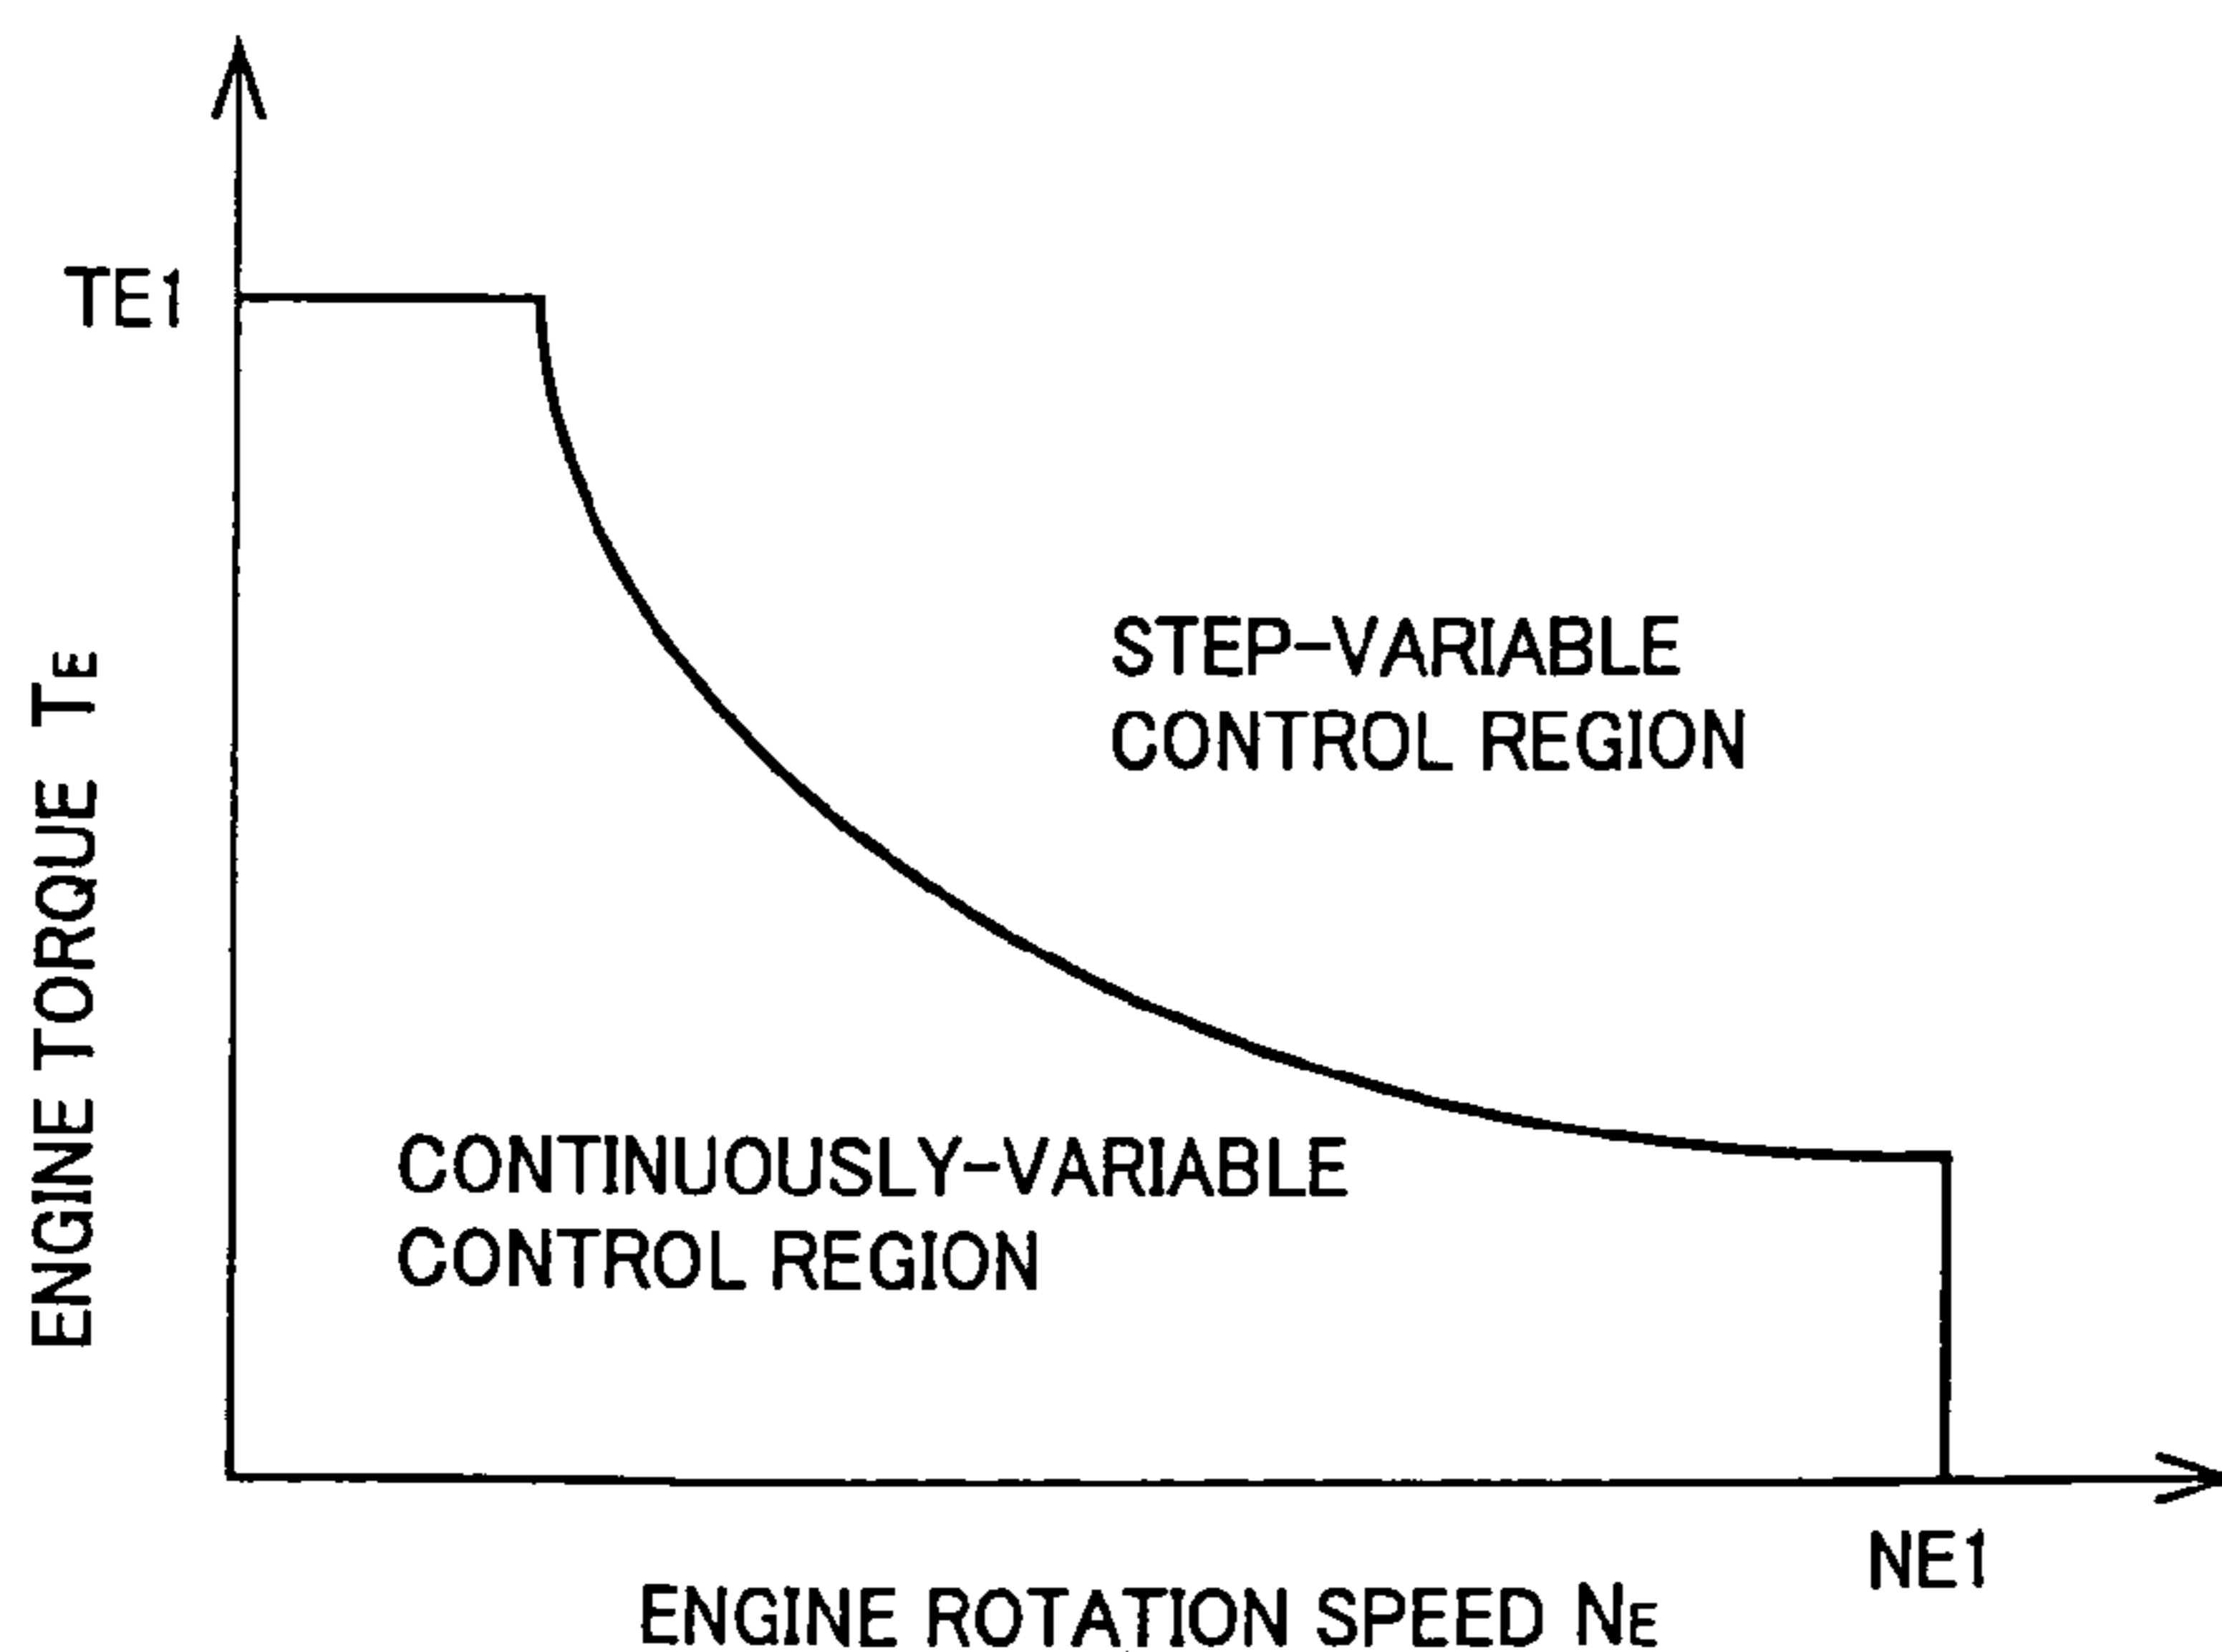 TE1
ENGINE TORQUE TE
STEP-VARIABLE
CONTROL REGION
CONTINUOUSLY-VARIABLE
CONTROL REGION
NE1
ENGINE ROTATION SPEED NE